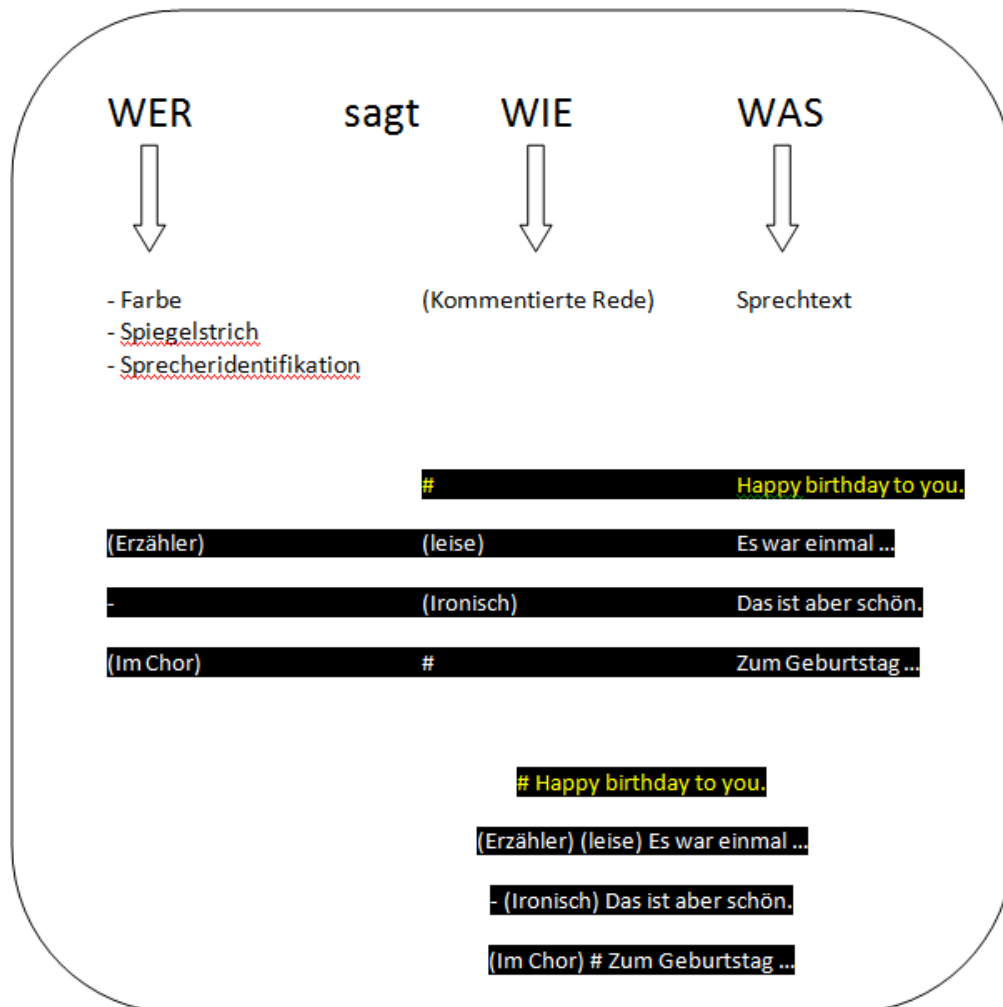 WER sagt WIE WAS
- Farbe (Kommentierte Rede) Sprechtext
- Spiegelstrich
- Sprecheridentifikation
# Happy birthday to you.
(Erzähler) (leise) Es war einmal ...
- (Ironisch) Das ist aber schön.
(Im Chor) # Zum Geburtstag ...
# Happy birthday to you.
(Erzähler) (leise) Es war einmal ...
- (Ironisch) Das ist aber schön.
(Im Chor) # Zum Geburtstag ...